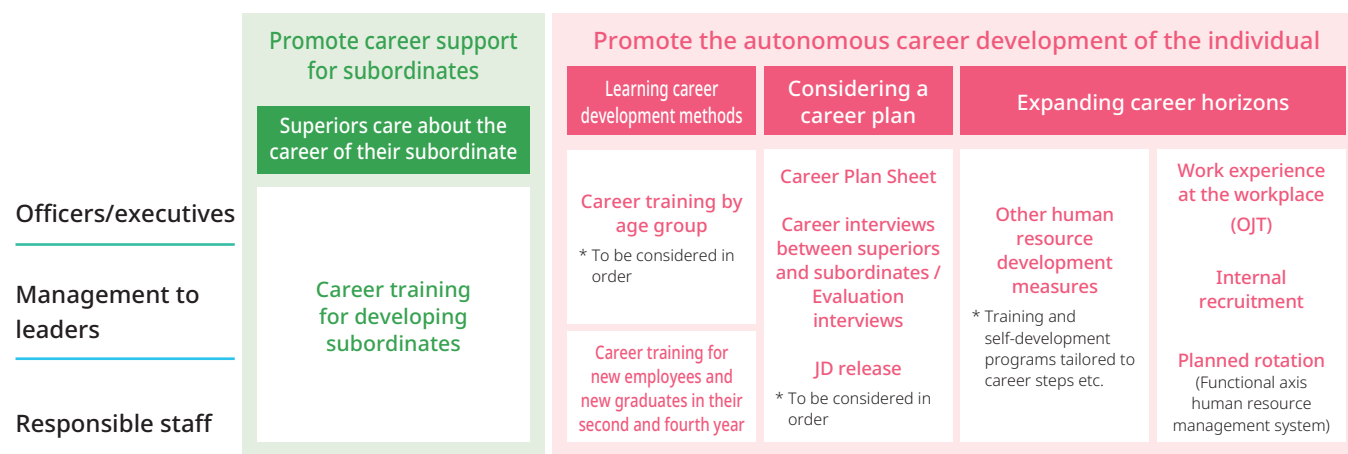 Officers/executives
Management to
leaders
Responsible staff
Promote career support
for subordinates
Superiors care about the
career of their subordinate
Career training
for developing
subordinates
Promote the autonomous career development of the individual
Learning career
development methods
Career training by
age group
* To be considered in
order
Career training for
new employees and
new graduates in their
second and fourth year
Considering a
career plan
Career Plan Sheet
Career interviews
between superiors
and subordinates /
Evaluation
interviews
JD release
* To be considered in
order
Expanding career horizons
Other human
resource
development
measures
* Training and
self-development
programs tailored to
career steps etc.
Work experience
at the workplace
(OJT)
Internal
recruitment
Planned rotation
(Functional axis
human resource
management system)